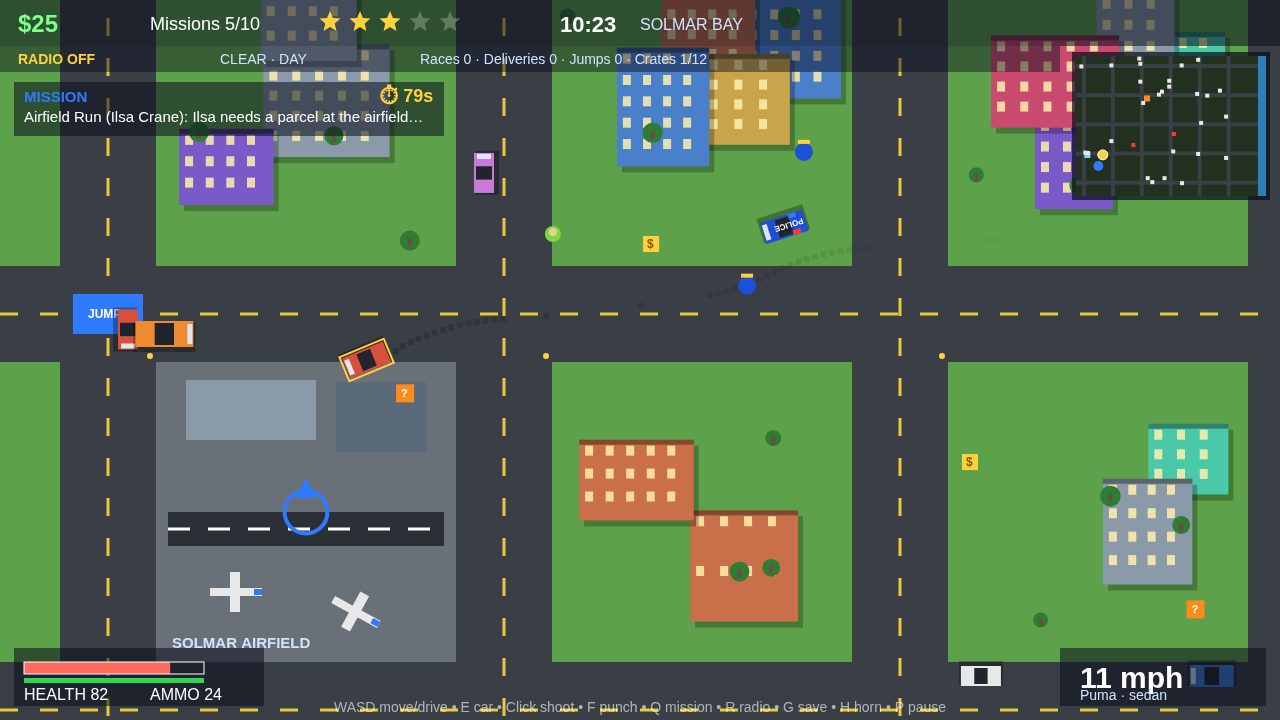 $25
Missions 5/10
10:23
SOLMAR BAY
RADIO OFF
CLEAR · DAY
Races 0 · Deliveries 0 · Jumps 0 · Crates 1/12
MISSION
79s
Airfield Run (Ilsa Crane): Ilsa needs a parcel at the airfield…
POLICE
$
JUMP
?
$
?
SOLMAR AIRFIELD
HEALTH 82
AMMO 24
11 mph
Puma · sedan
WASD move/drive • E car • Click shoot • F punch • Q mission • R radio • G save • H horn • P pause